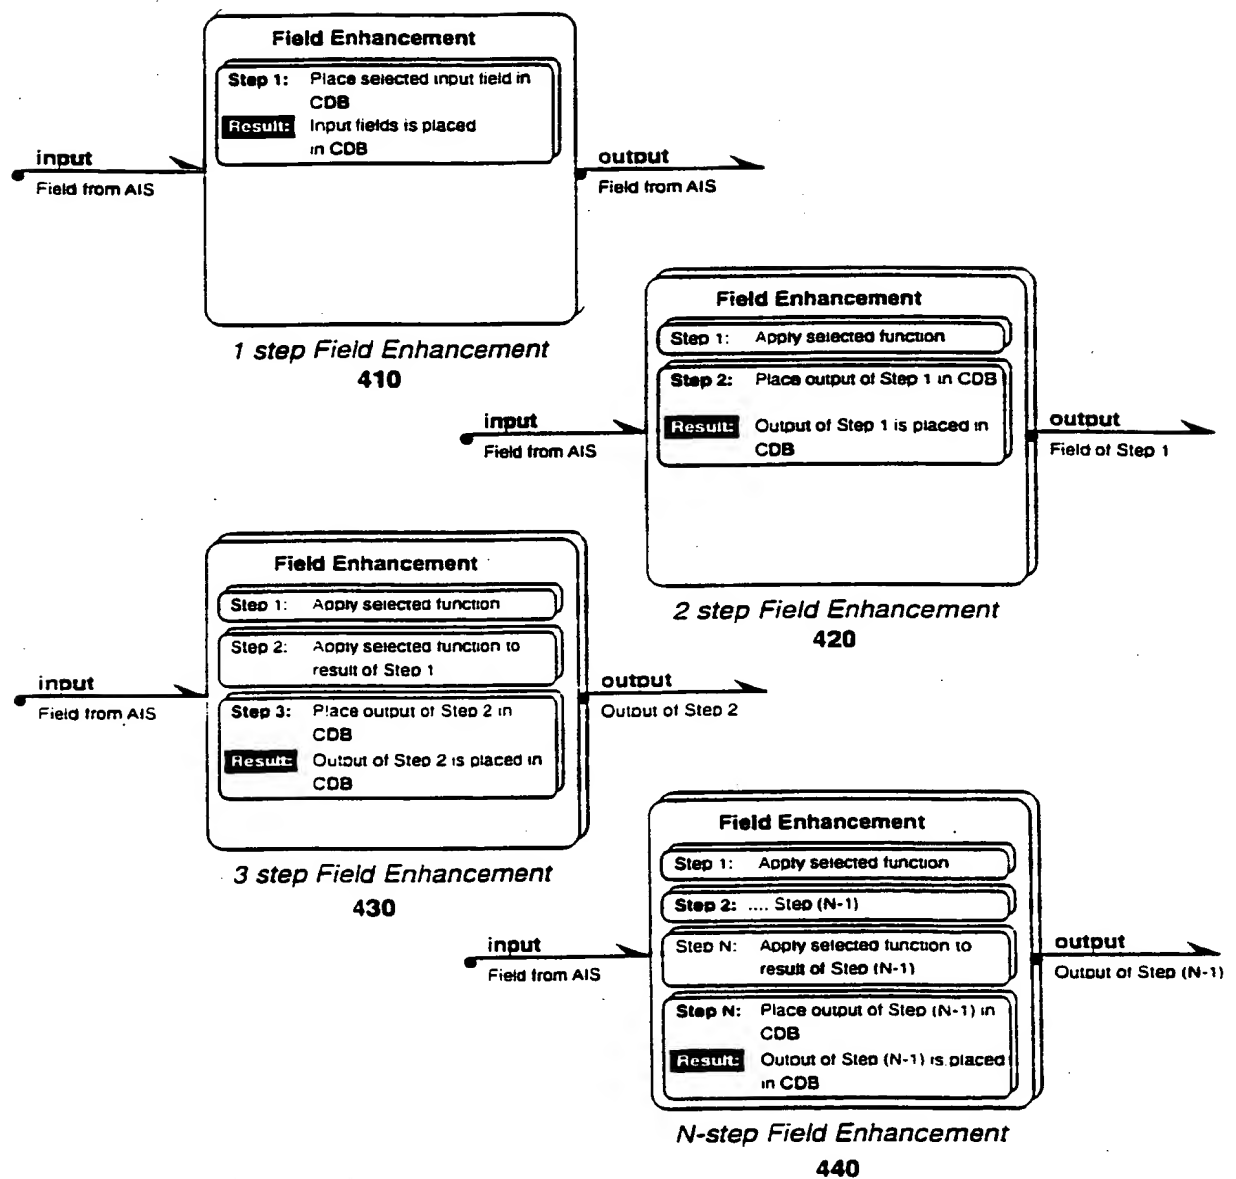 Field Enhancement
Step 1: Place selected input field in
CDB
Result: Input fields is placed
in CDB
input
Field from AIS
output
Field from AIS
1 step Field Enhancement
410
Field Enhancement
Step 1: Apply selected function
Step 2: Place output of Step 1 in CDB
Result: Output of Step 1 is placed in
CDB
input
Field from AIS
output
Field of Step 1
2 step Field Enhancement
420
Field Enhancement
Step 1: Apply selected function
Step 2: Apply selected function to
result of Step 1
Step 3: Place output of Step 2 in
CDB
Result: Output of Step 2 is placed in
CDB
input
Field from AIS
output
Output of Step 2
3 step Field Enhancement
430
Field Enhancement
Step 1: Apply selected function
Step 2: .... Step (N-1)
Step N: Apply selected function to
result of Step (N-1)
Step N: Place output of Step (N-1) in
CDB
Result: Output of Step (N-1) is placed
in CDB
input
Field from AIS
output
Output of Step (N-1)
N-step Field Enhancement
440